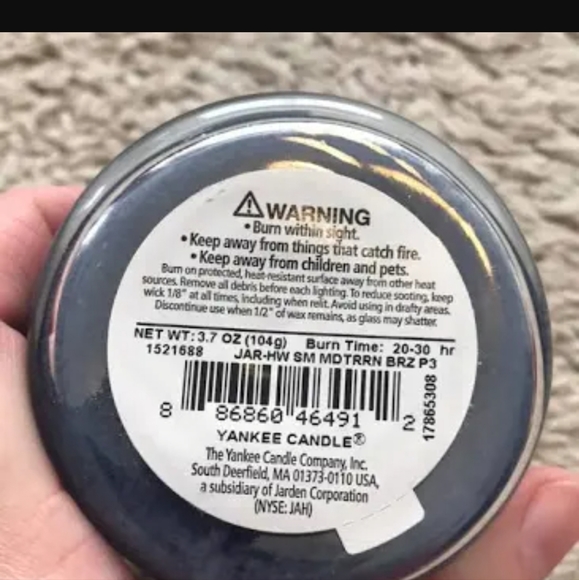 ⚠WARNING
• Burn within sight.
• Keep away from things that catch fire.
• Keep away from children and pets.
Burn on protected, heat-resistant surface away from other heat
sources. Remove all debris before each lighting. To reduce sooting, keep
wick 1/8" at all times, including when relit. Avoid using in drafty areas.
Discontinue use when 1/2" of wax remains, as glass may shatter.
NET WT: 3.7 OZ (104g) Burn Time: 20-30 hr
1521688 JAR-HW SM MDTRRN BRZ P3
8 86860 46491 2
17865308
YANKEE CANDLE®
The Yankee Candle Company, Inc.
South Deerfield, MA 01373-0110 USA,
a subsidiary of Jarden Corporation
(NYSE: JAH)